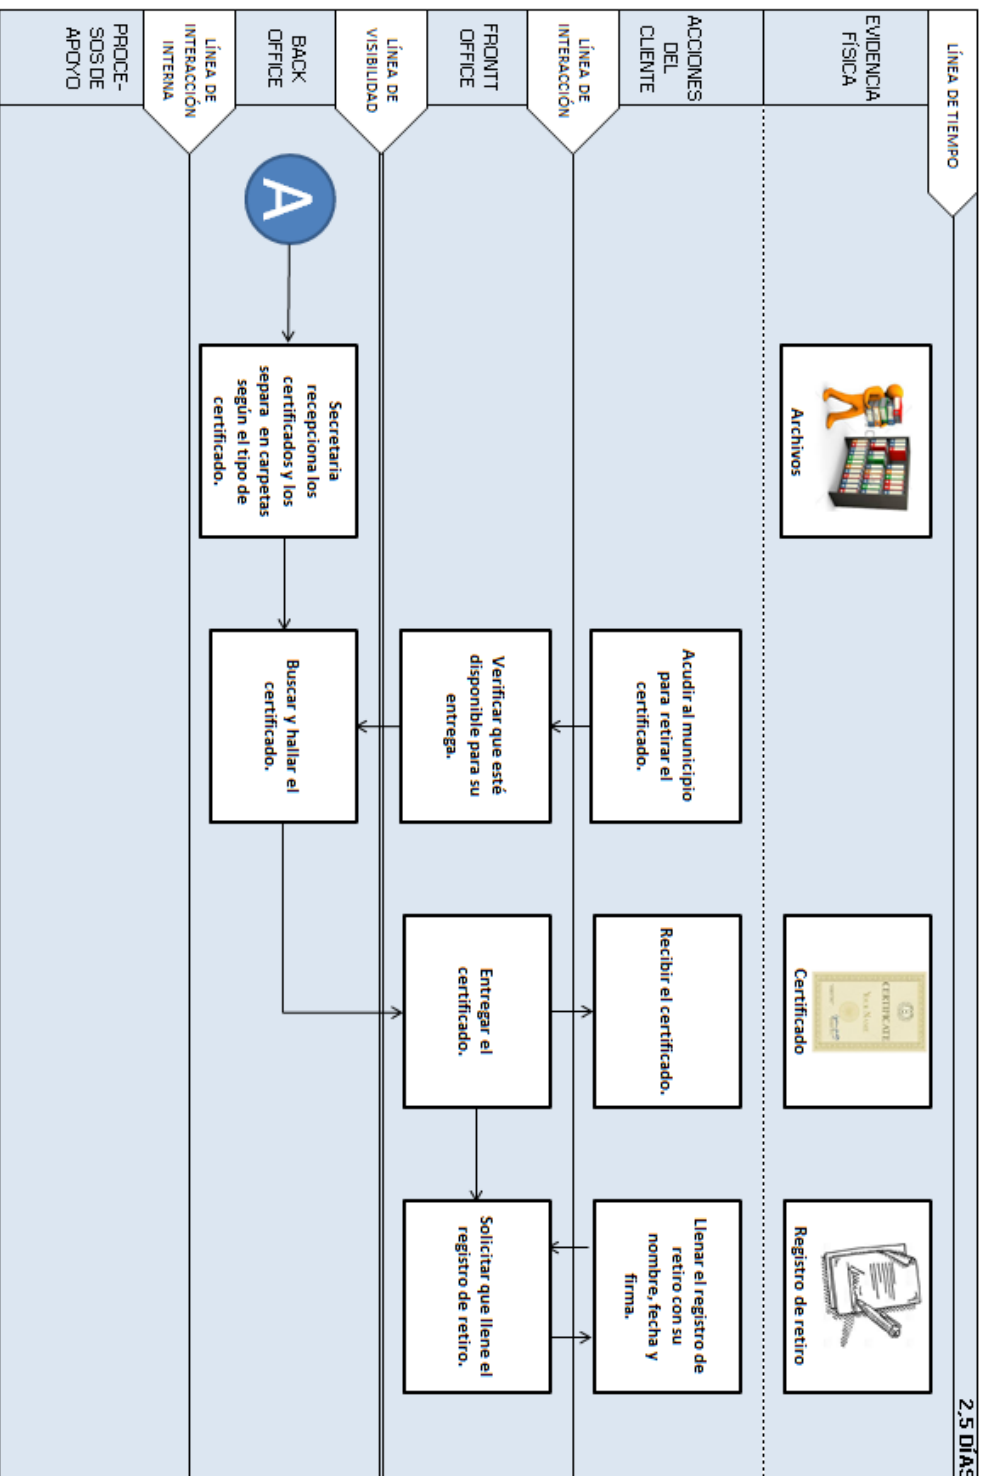 LÍNEA DE TIEMPO
2,5 DÍAS
EVIDENCIA
FÍSICA
Archivos
CERTIFICATE
YOUR NAME
Certificado
Registro de retiro
ACCIONES
DEL
CLIENTE
Acudir al municipio
para retirar el
certificado.
Recibir el certificado.
Llenar el registro de
retiro con su
nombre, fecha y
firma.
LÍNEA DE
INTERACCIÓN
FRONTT
OFFICE
Verificar que esté
disponible para su
entrega.
Entregar el
certificado.
Solicitar que llene el
registro de retiro.
LÍNEA DE
VISIBILIDAD
BACK
OFFICE
A
Secretaria
recepciona los
certificados y los
separa en carpetas
según el tipo de
certificado.
Buscar y hallar el
certificado.
LÍNEA DE
INTERACCIÓN
INTERNA
PROCE-
SOS DE
APOYO